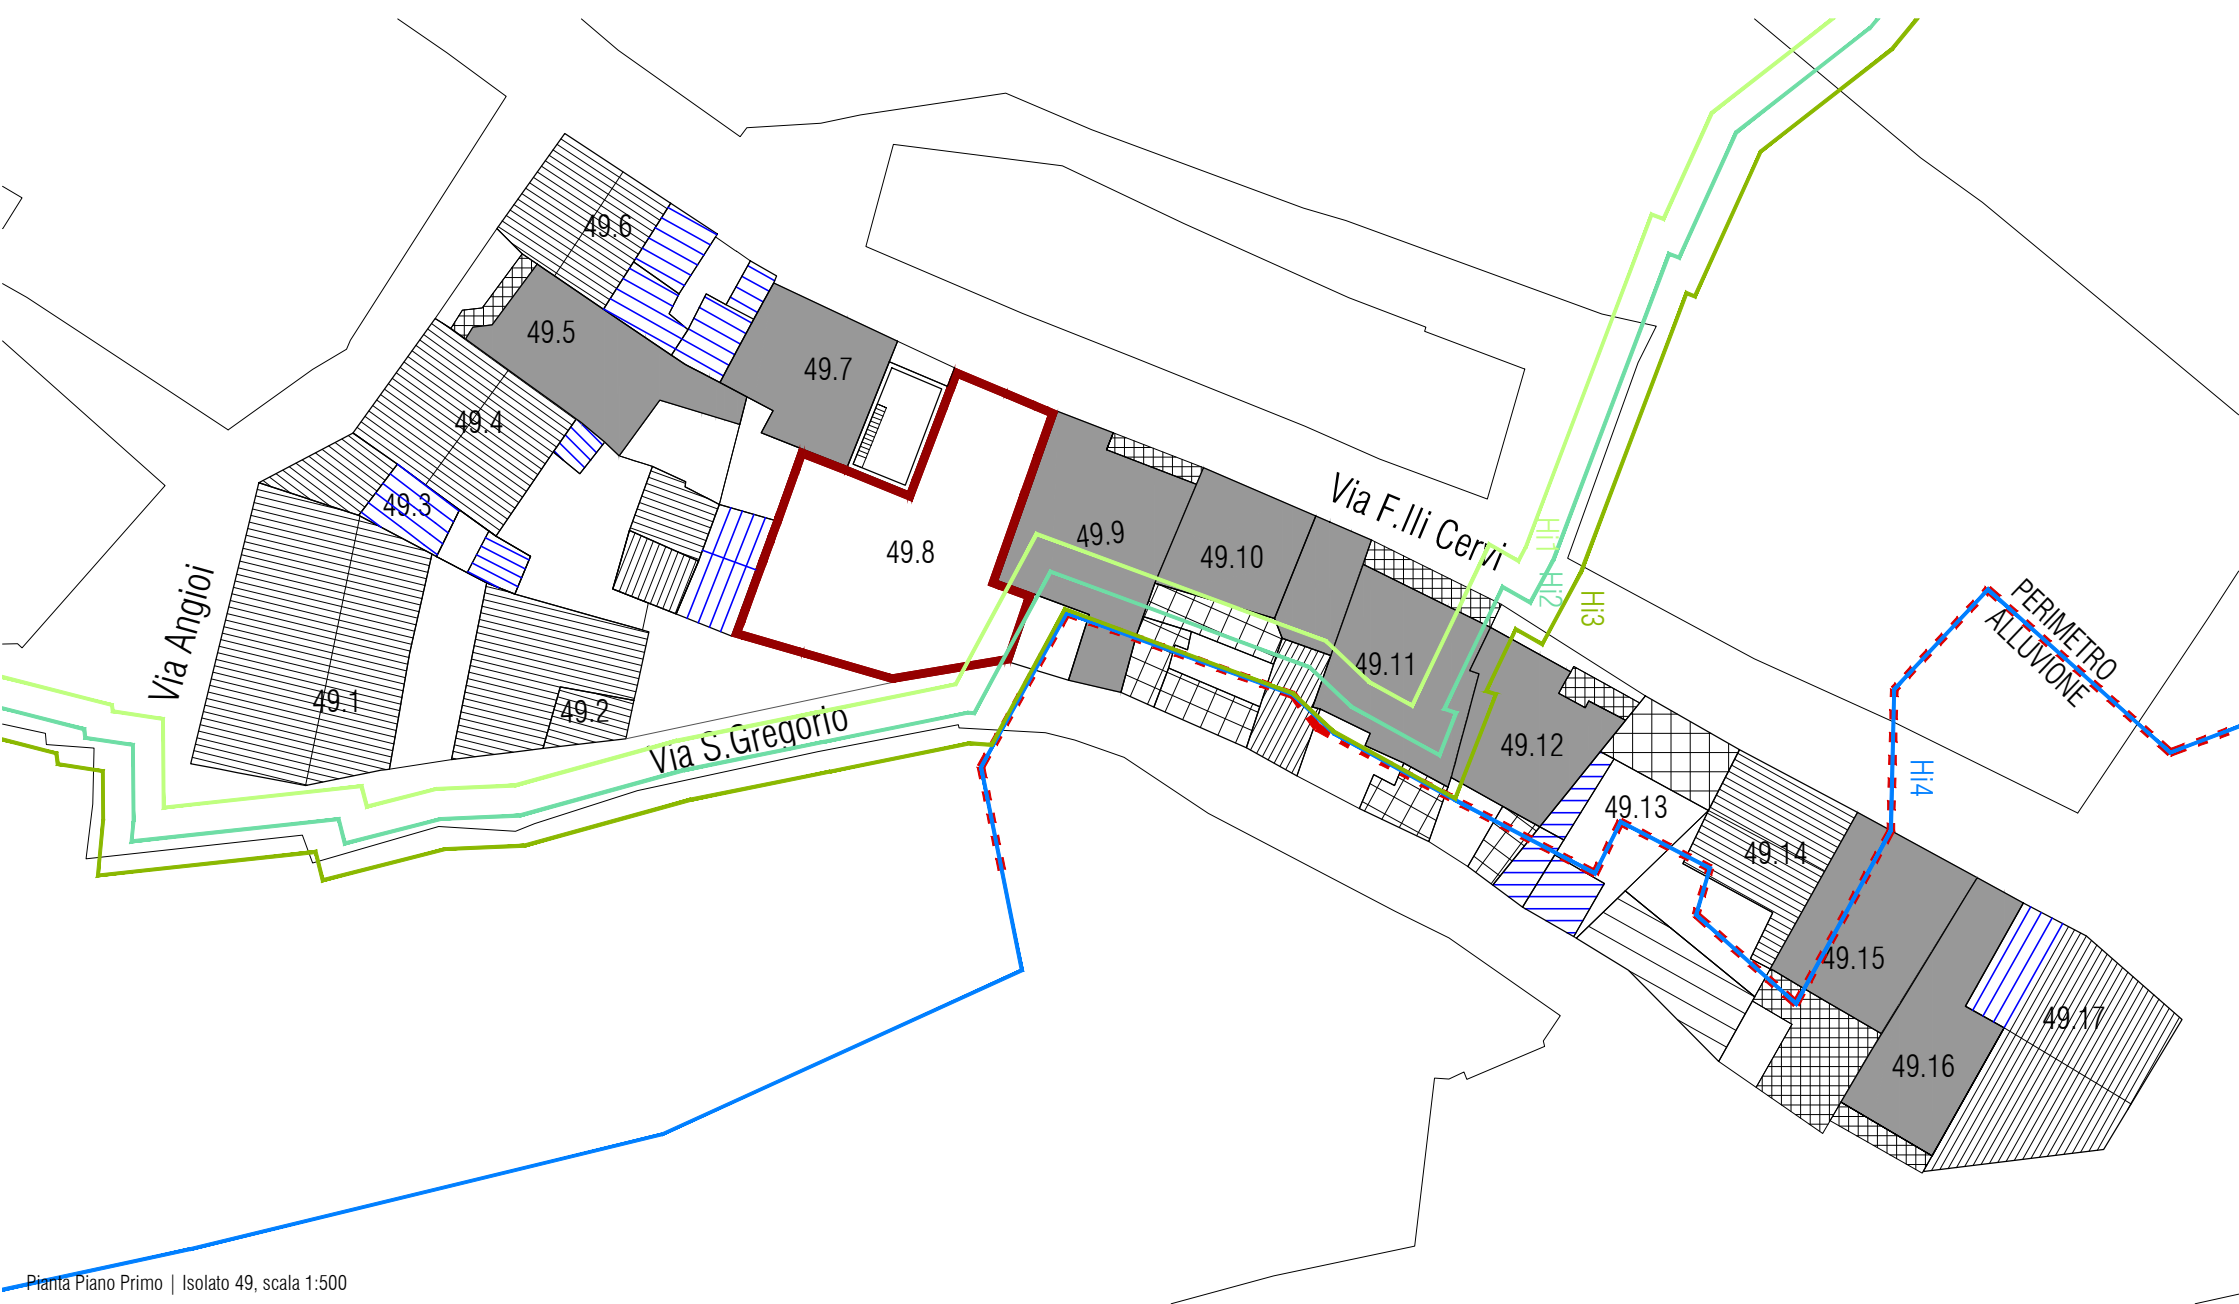 49.6
49.5
49.7
49.4
Via F.lli Cervi
49.3
49.8
49.9
49.10
Hi1
Hi2
Hi3
PERIMETRO
ALLUVIONE
Via Angioi
49.11
49.1
49.2
Via S.Gregorio
49.12
Hi4
49.13
49.14
49.15
49.17
49.16
Pianta Piano Primo | Isolato 49, scala 1:500